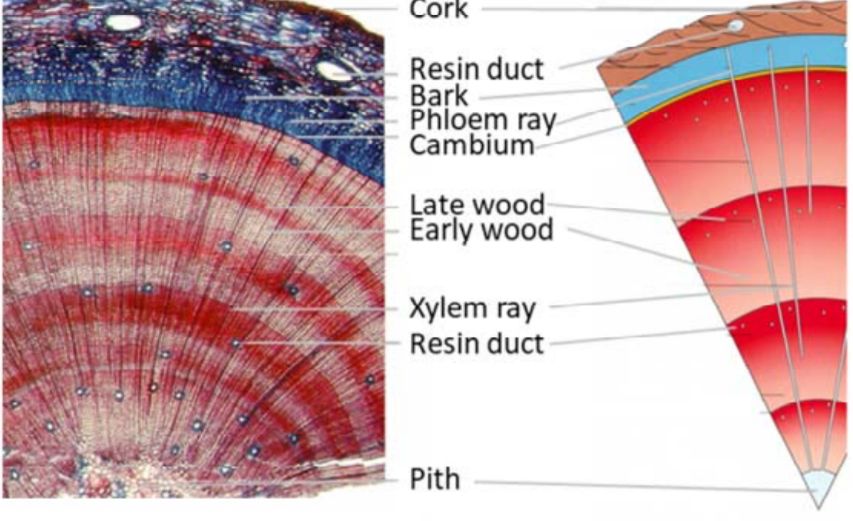 Cork
Resin duct
Bark
Phloem ray
Cambium
Late wood
Early wood
Xylem ray
Resin duct
Pith